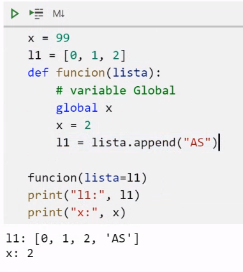 M↓
x = 99
l1 = [0, 1, 2]
def funcion(lista):
    # variable Global
    global x
    x = 2
    l1 = lista.append("AS")
funcion(lista=l1)
print("l1:", l1)
print("x:", x)
l1: [0, 1, 2, 'AS']
x: 2